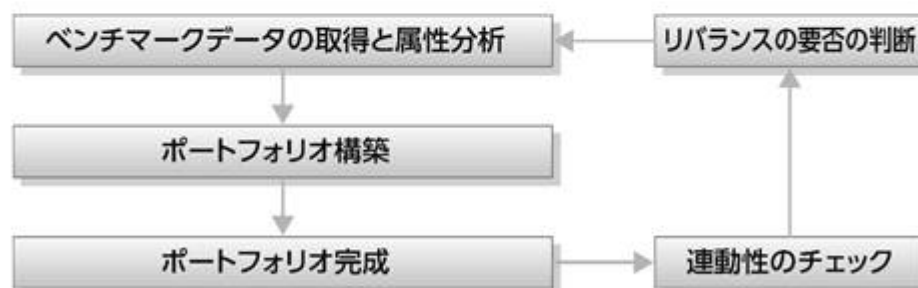 ベンチマークデータの取得と属性分析
リバランスの要否の判断
ポートフォリオ構築
ポートフォリオ完成
連動性のチェック